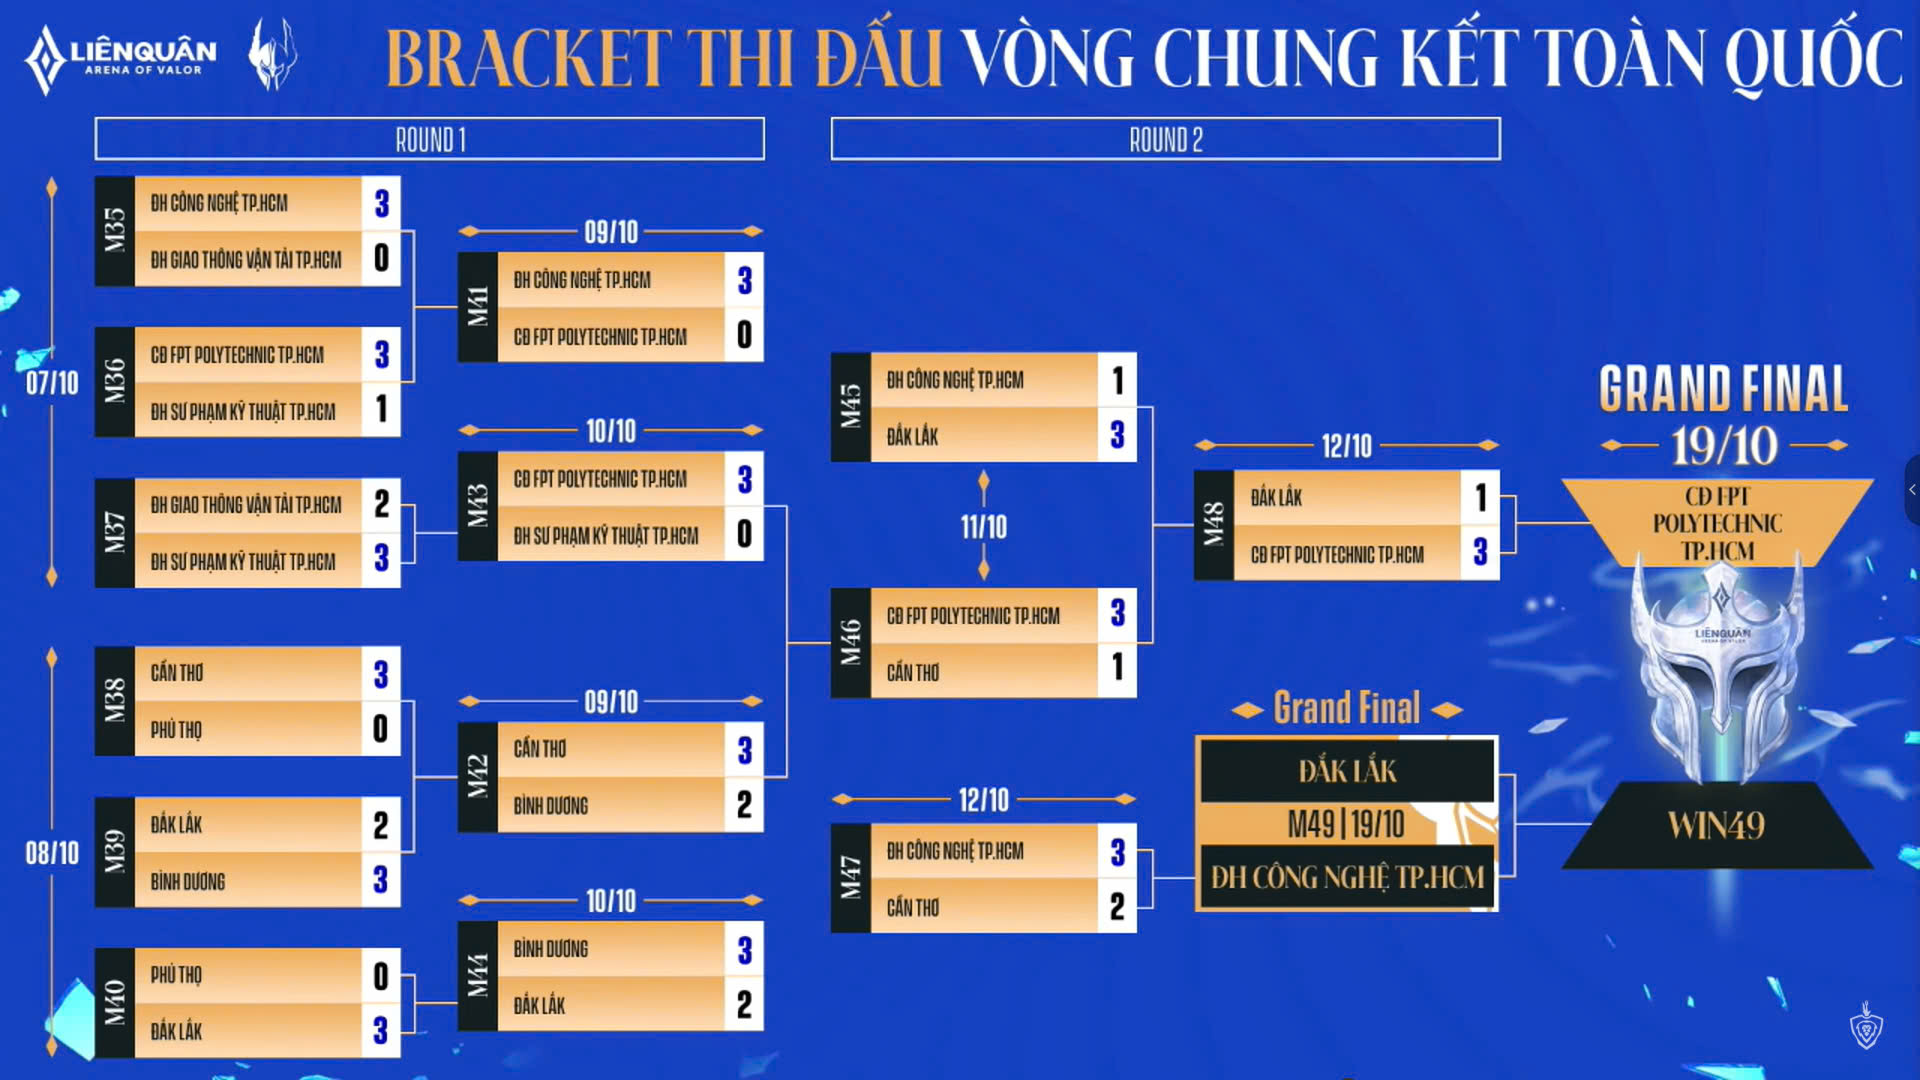 LIÊNQUÂN
ARENA OF VALOR
BRACKET THI ĐẤU VÒNG CHUNG KẾT TOÀN QUỐC
ROUND 1
ROUND 2
07/10
M35
ĐH CÔNG NGHỆ TP.HCM 3
ĐH GIAO THÔNG VẬN TẢI TP.HCM 0
M36
CĐ FPT POLYTECHNIC TP.HCM 3
ĐH SƯ PHẠM KỸ THUẬT TP.HCM 1
M37
ĐH GIAO THÔNG VẬN TẢI TP.HCM 2
ĐH SƯ PHẠM KỸ THUẬT TP.HCM 3
08/10
M38
CẦN THƠ 3
PHÚ THỌ 0
M39
ĐẮK LẮK 2
BÌNH DƯƠNG 3
M40
PHÚ THỌ 0
ĐẮK LẮK 3
09/10
M41
ĐH CÔNG NGHỆ TP.HCM 3
CĐ FPT POLYTECHNIC TP.HCM 0
10/10
M43
CĐ FPT POLYTECHNIC TP.HCM 3
ĐH SƯ PHẠM KỸ THUẬT TP.HCM 0
09/10
M42
CẦN THƠ 3
BÌNH DƯƠNG 2
10/10
M44
BÌNH DƯƠNG 3
ĐẮK LẮK 2
M45
ĐH CÔNG NGHỆ TP.HCM 1
ĐẮK LẮK 3
11/10
M46
CĐ FPT POLYTECHNIC TP.HCM 3
CẦN THƠ 1
12/10
M47
ĐH CÔNG NGHỆ TP.HCM 3
CẦN THƠ 2
12/10
M48
ĐẮK LẮK 1
CĐ FPT POLYTECHNIC TP.HCM 3
Grand Final
ĐẮK LẮK
M49 | 19/10
ĐH CÔNG NGHỆ TP.HCM
GRAND FINAL
19/10
CĐ FPT
POLYTECHNIC
TP.HCM
LIÊNQUÂN
ARENA OF VALOR
WIN49